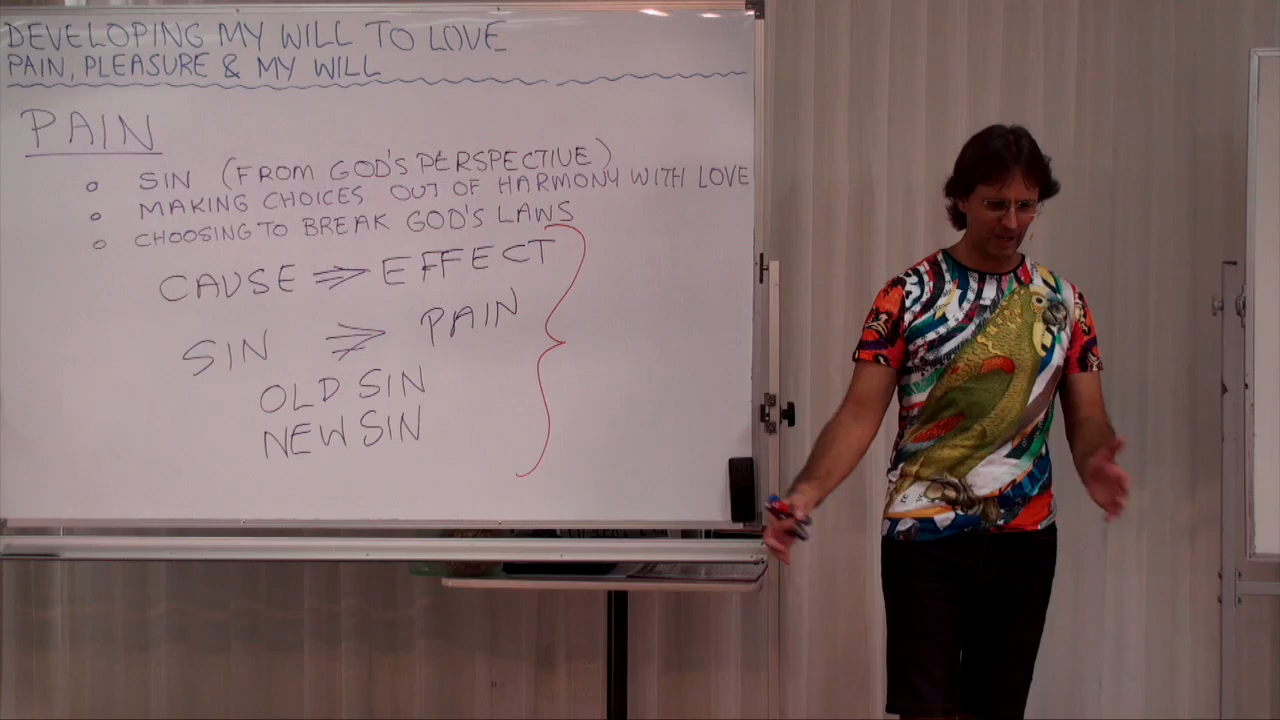 DEVELOPING MY WILL TO LOVE
PAIN, PLEASURE & MY WILL
PAIN
o SIN (FROM GOD'S PERSPECTIVE)
o MAKING CHOICES OUT OF HARMONY WITH LOVE
o CHOOSING TO BREAK GOD'S LAWS
CAUSE ⇒ EFFECT
SIN ⇒ PAIN
OLD SIN
NEW SIN